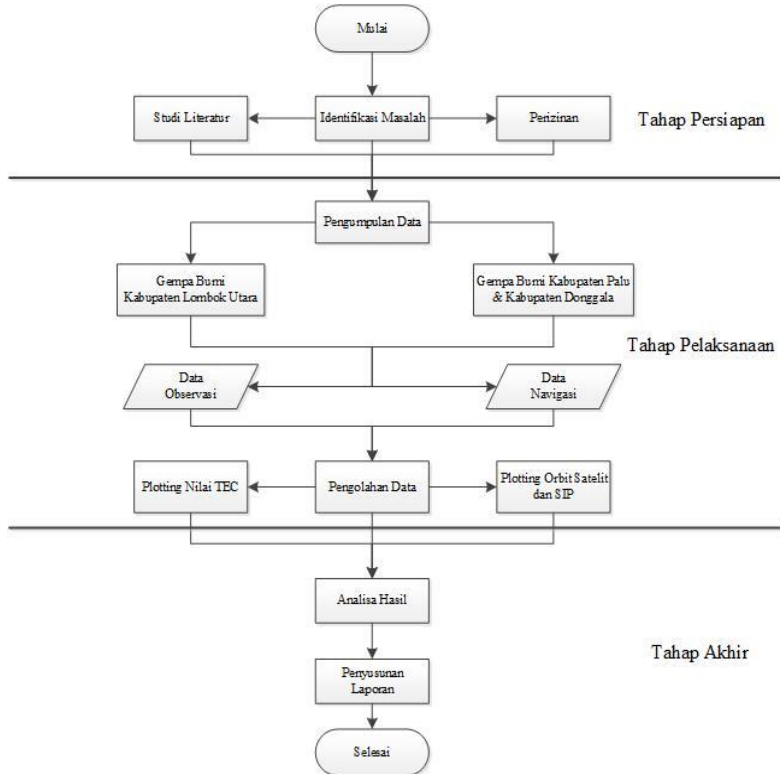 Mulai
Studi Literatur
Identifikasi Masalah
Perizinan
Tahap Persiapan
Pengumpulan Data
Gempa Bumi
Kabupaten Lombok Utara
Gempa Bumi Kabupaten Palu
& Kabupaten Donggala
Tahap Pelaksanaan
Data
Observasi
Data
Navigasi
Plotting Nilai TEC
Pengolahan Data
Plotting Orbit Satelit
dan SIP
Analisa Hasil
Tahap Akhir
Penyusunan
Laporan
Selesai